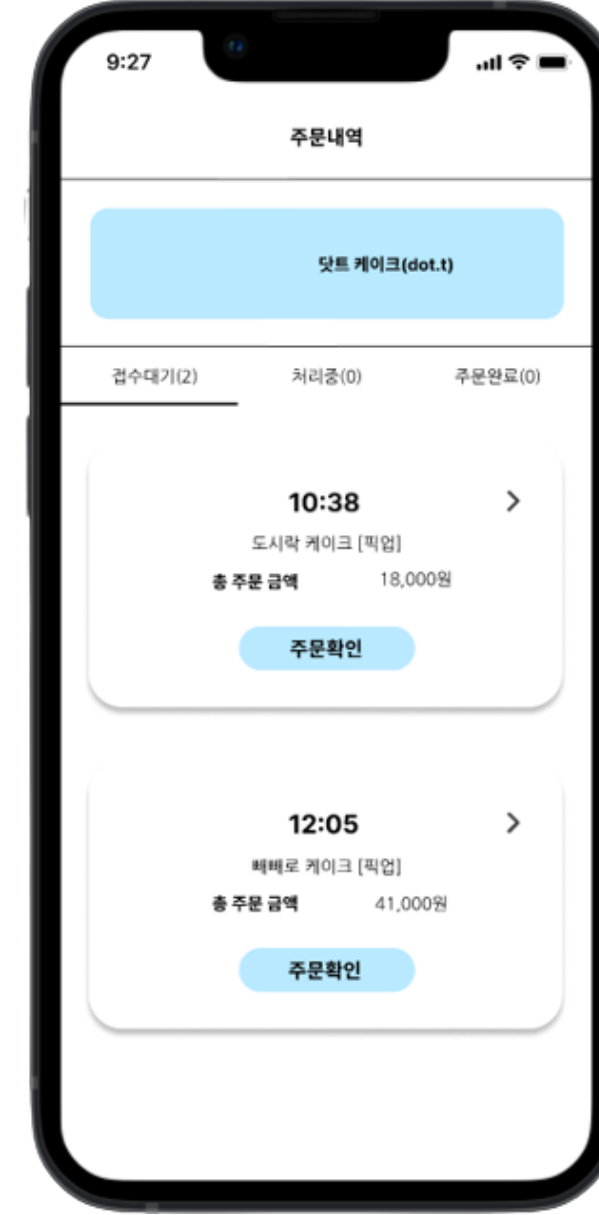 9:27
주문내역
닷트 케이크(dot.t)
접수대기(2) 처리중(0) 주문완료(0)
10:38
도시락 케이크 [픽업]
총 주문 금액 18,000원
주문확인
12:05
빼빼로 케이크 [픽업]
총 주문 금액 41,000원
주문확인